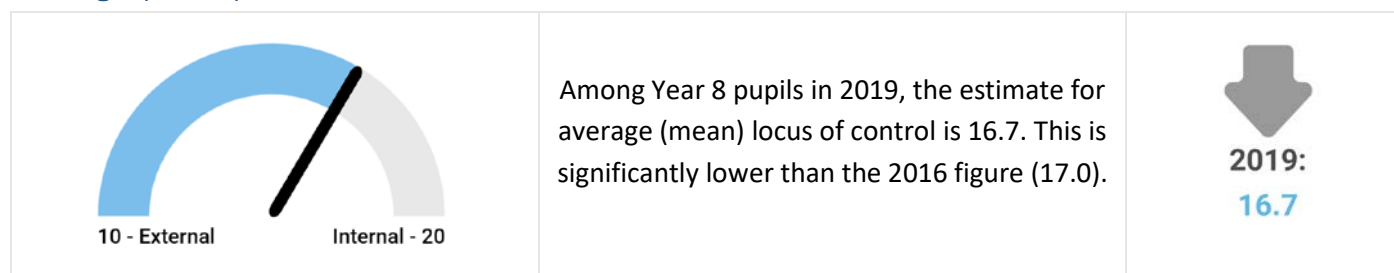 10 - External
Internal - 20
Among Year 8 pupils in 2019, the estimate for
average (mean) locus of control is 16.7. This is
significantly lower than the 2016 figure (17.0).
2019:
16.7